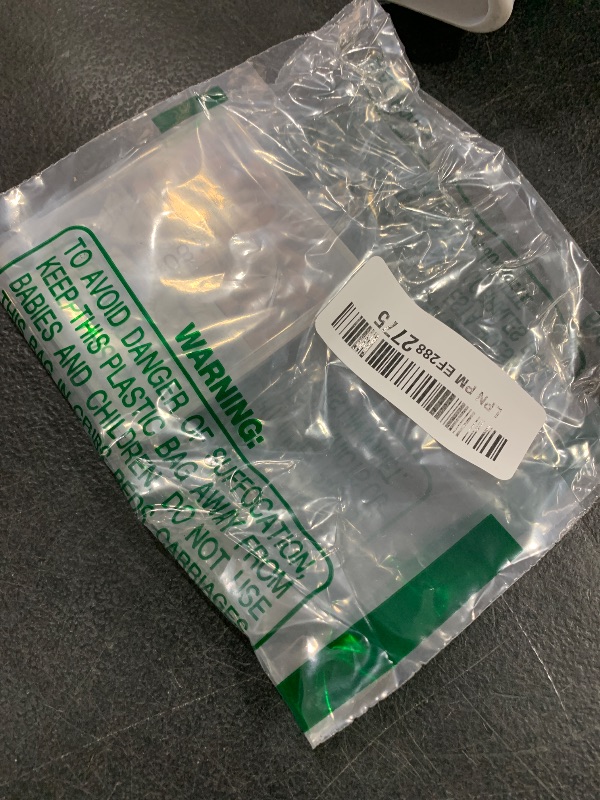 WARNING:
TO AVOID DANGER OF SUFFOCATION,
KEEP THIS PLASTIC BAG AWAY FROM
BABIES AND CHILDREN. DO NOT USE
THIS BAG IN CRIBS, BEDS, CARRIAGES
LPN PM EF288 2775